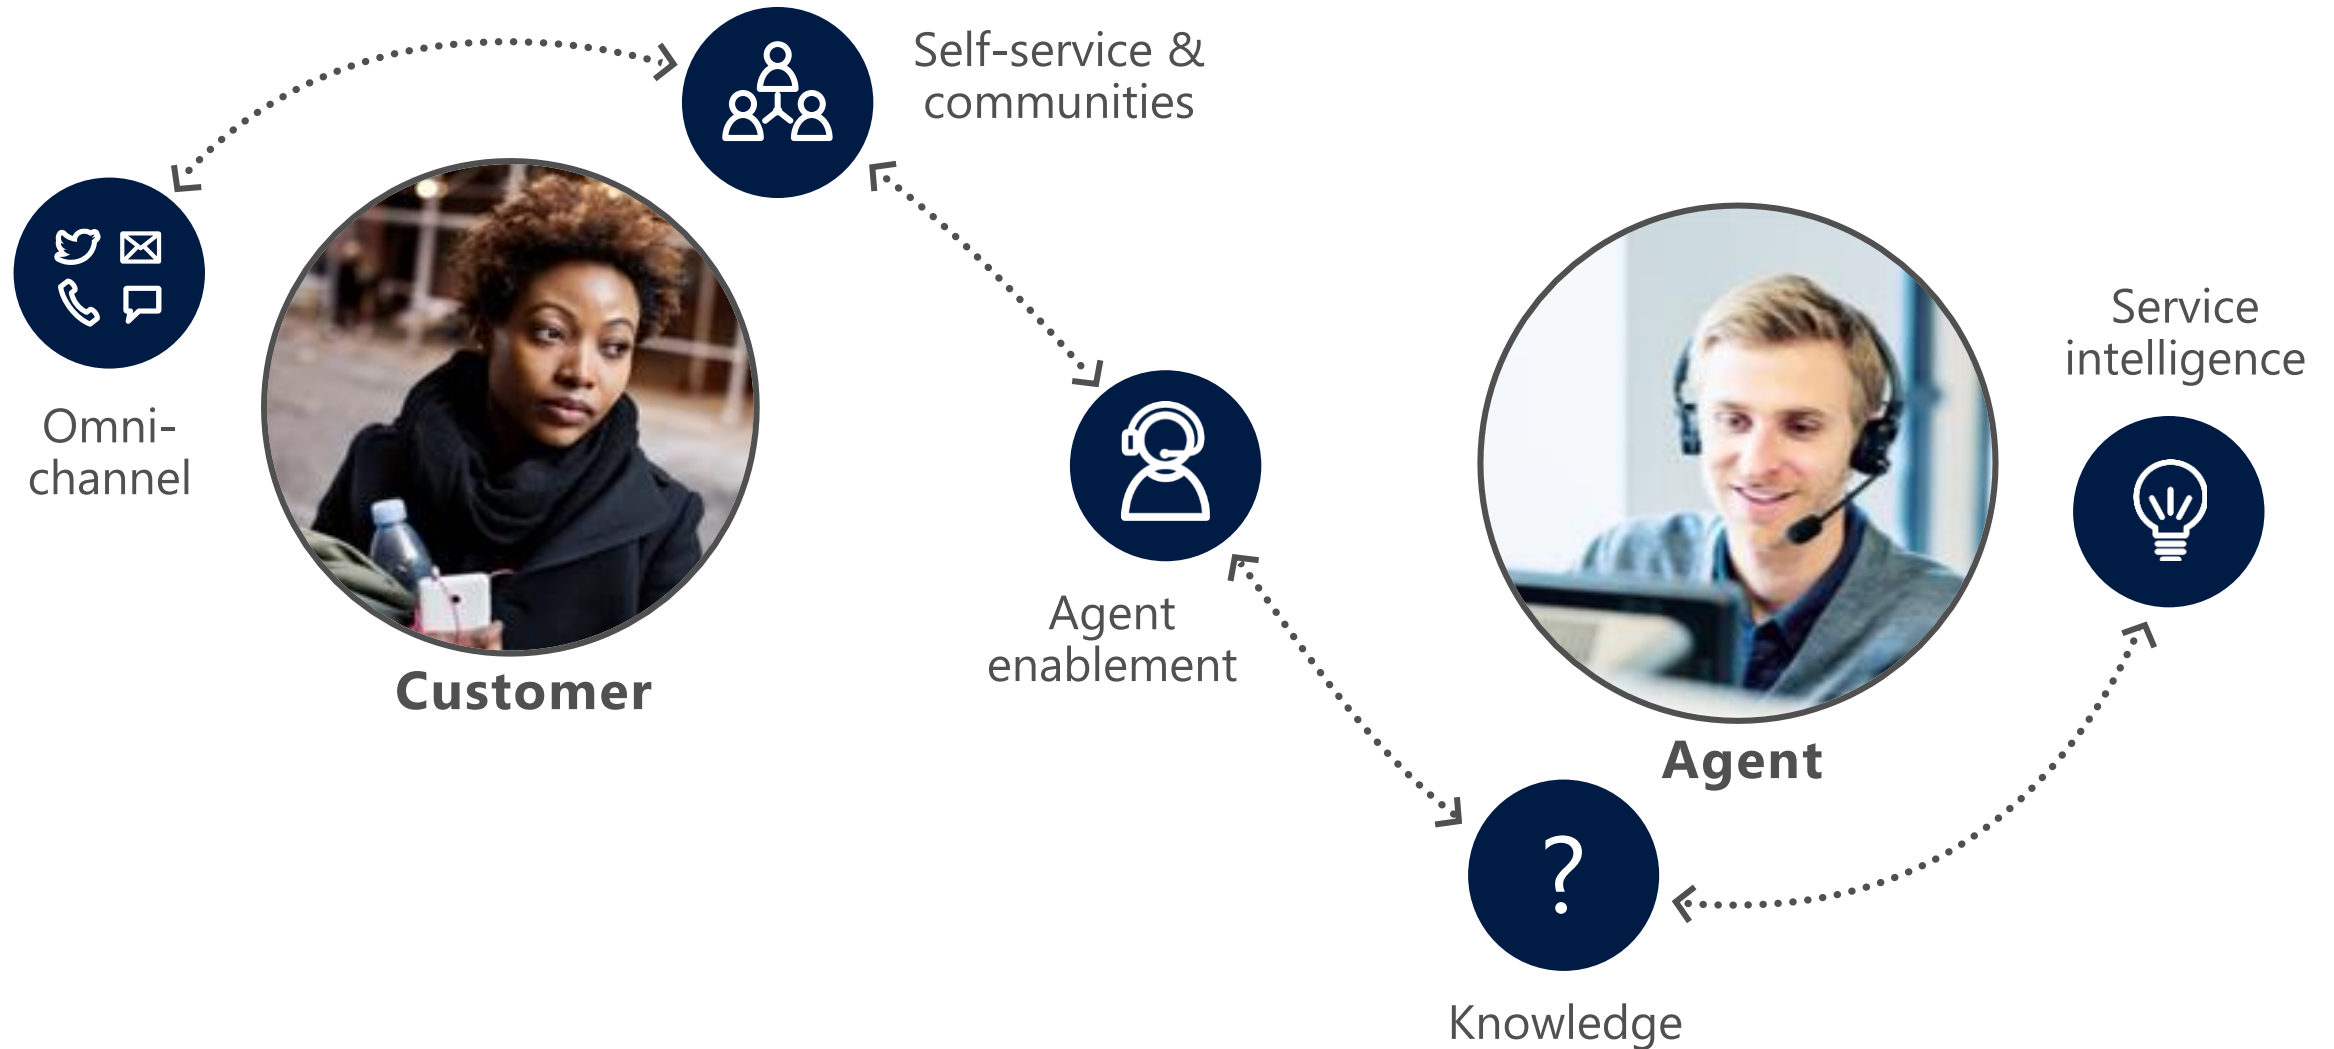 Self-service &
communities
Omni-
channel
Customer
Agent
enablement
Service
intelligence
Agent
?
Knowledge